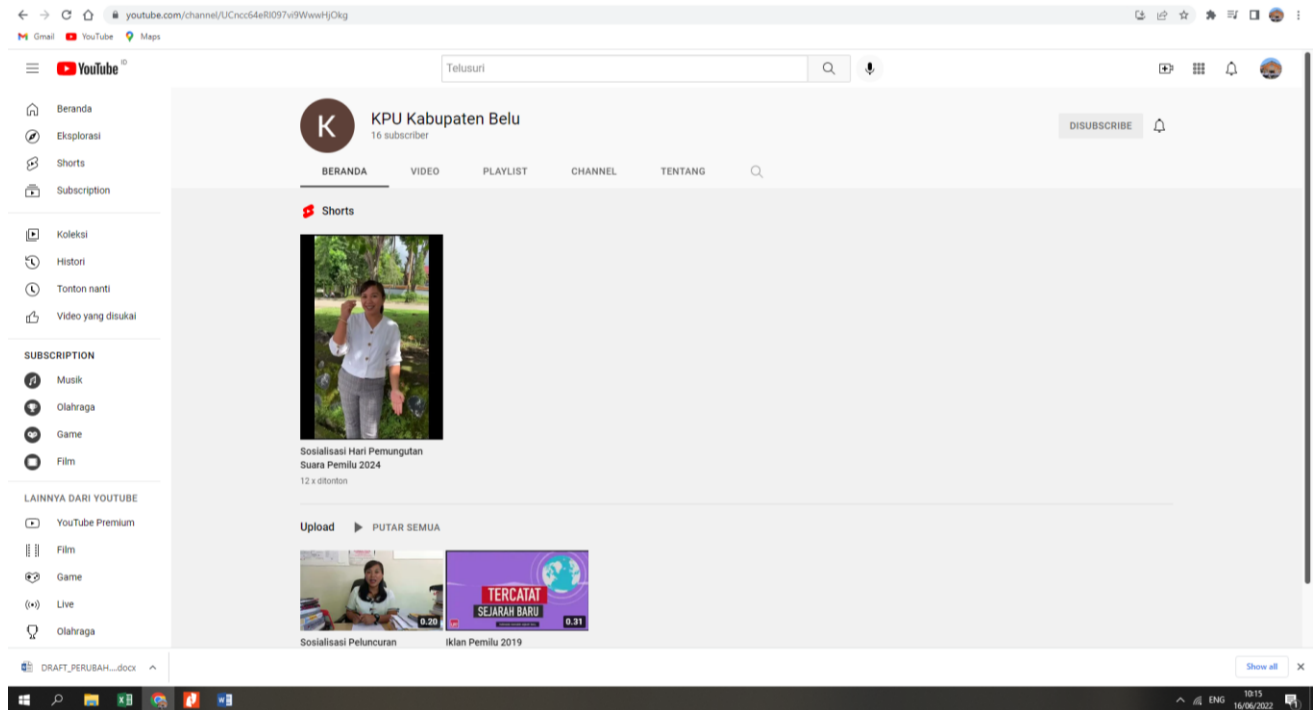 youtube.com/channel/UCncc64eRl097vi9WwwHjOkg
Gmail YouTube Maps
YouTube ID
Telusuri
Beranda
Eksplorasi
Shorts
Subscription
Koleksi
Histori
Tonton nanti
Video yang disukai
SUBSCRIPTION
Musik
Olahraga
Game
Film
LAINNYA DARI YOUTUBE
YouTube Premium
Film
Game
Live
Olahraga
K
KPU Kabupaten Belu
16 subscriber
DISUBSCRIBE
BERANDA VIDEO PLAYLIST CHANNEL TENTANG
Shorts
Sosialisasi Hari Pemungutan
Suara Pemilu 2024
12 x ditonton
Upload PUTAR SEMUA
0.20
TERCATAT
SEJARAH BARU
0.31
Sosialisasi Peluncuran
Iklan Pemilu 2019
DRAFT_PERUBAH....docx
Show all
ENG
10:15
16/06/2022